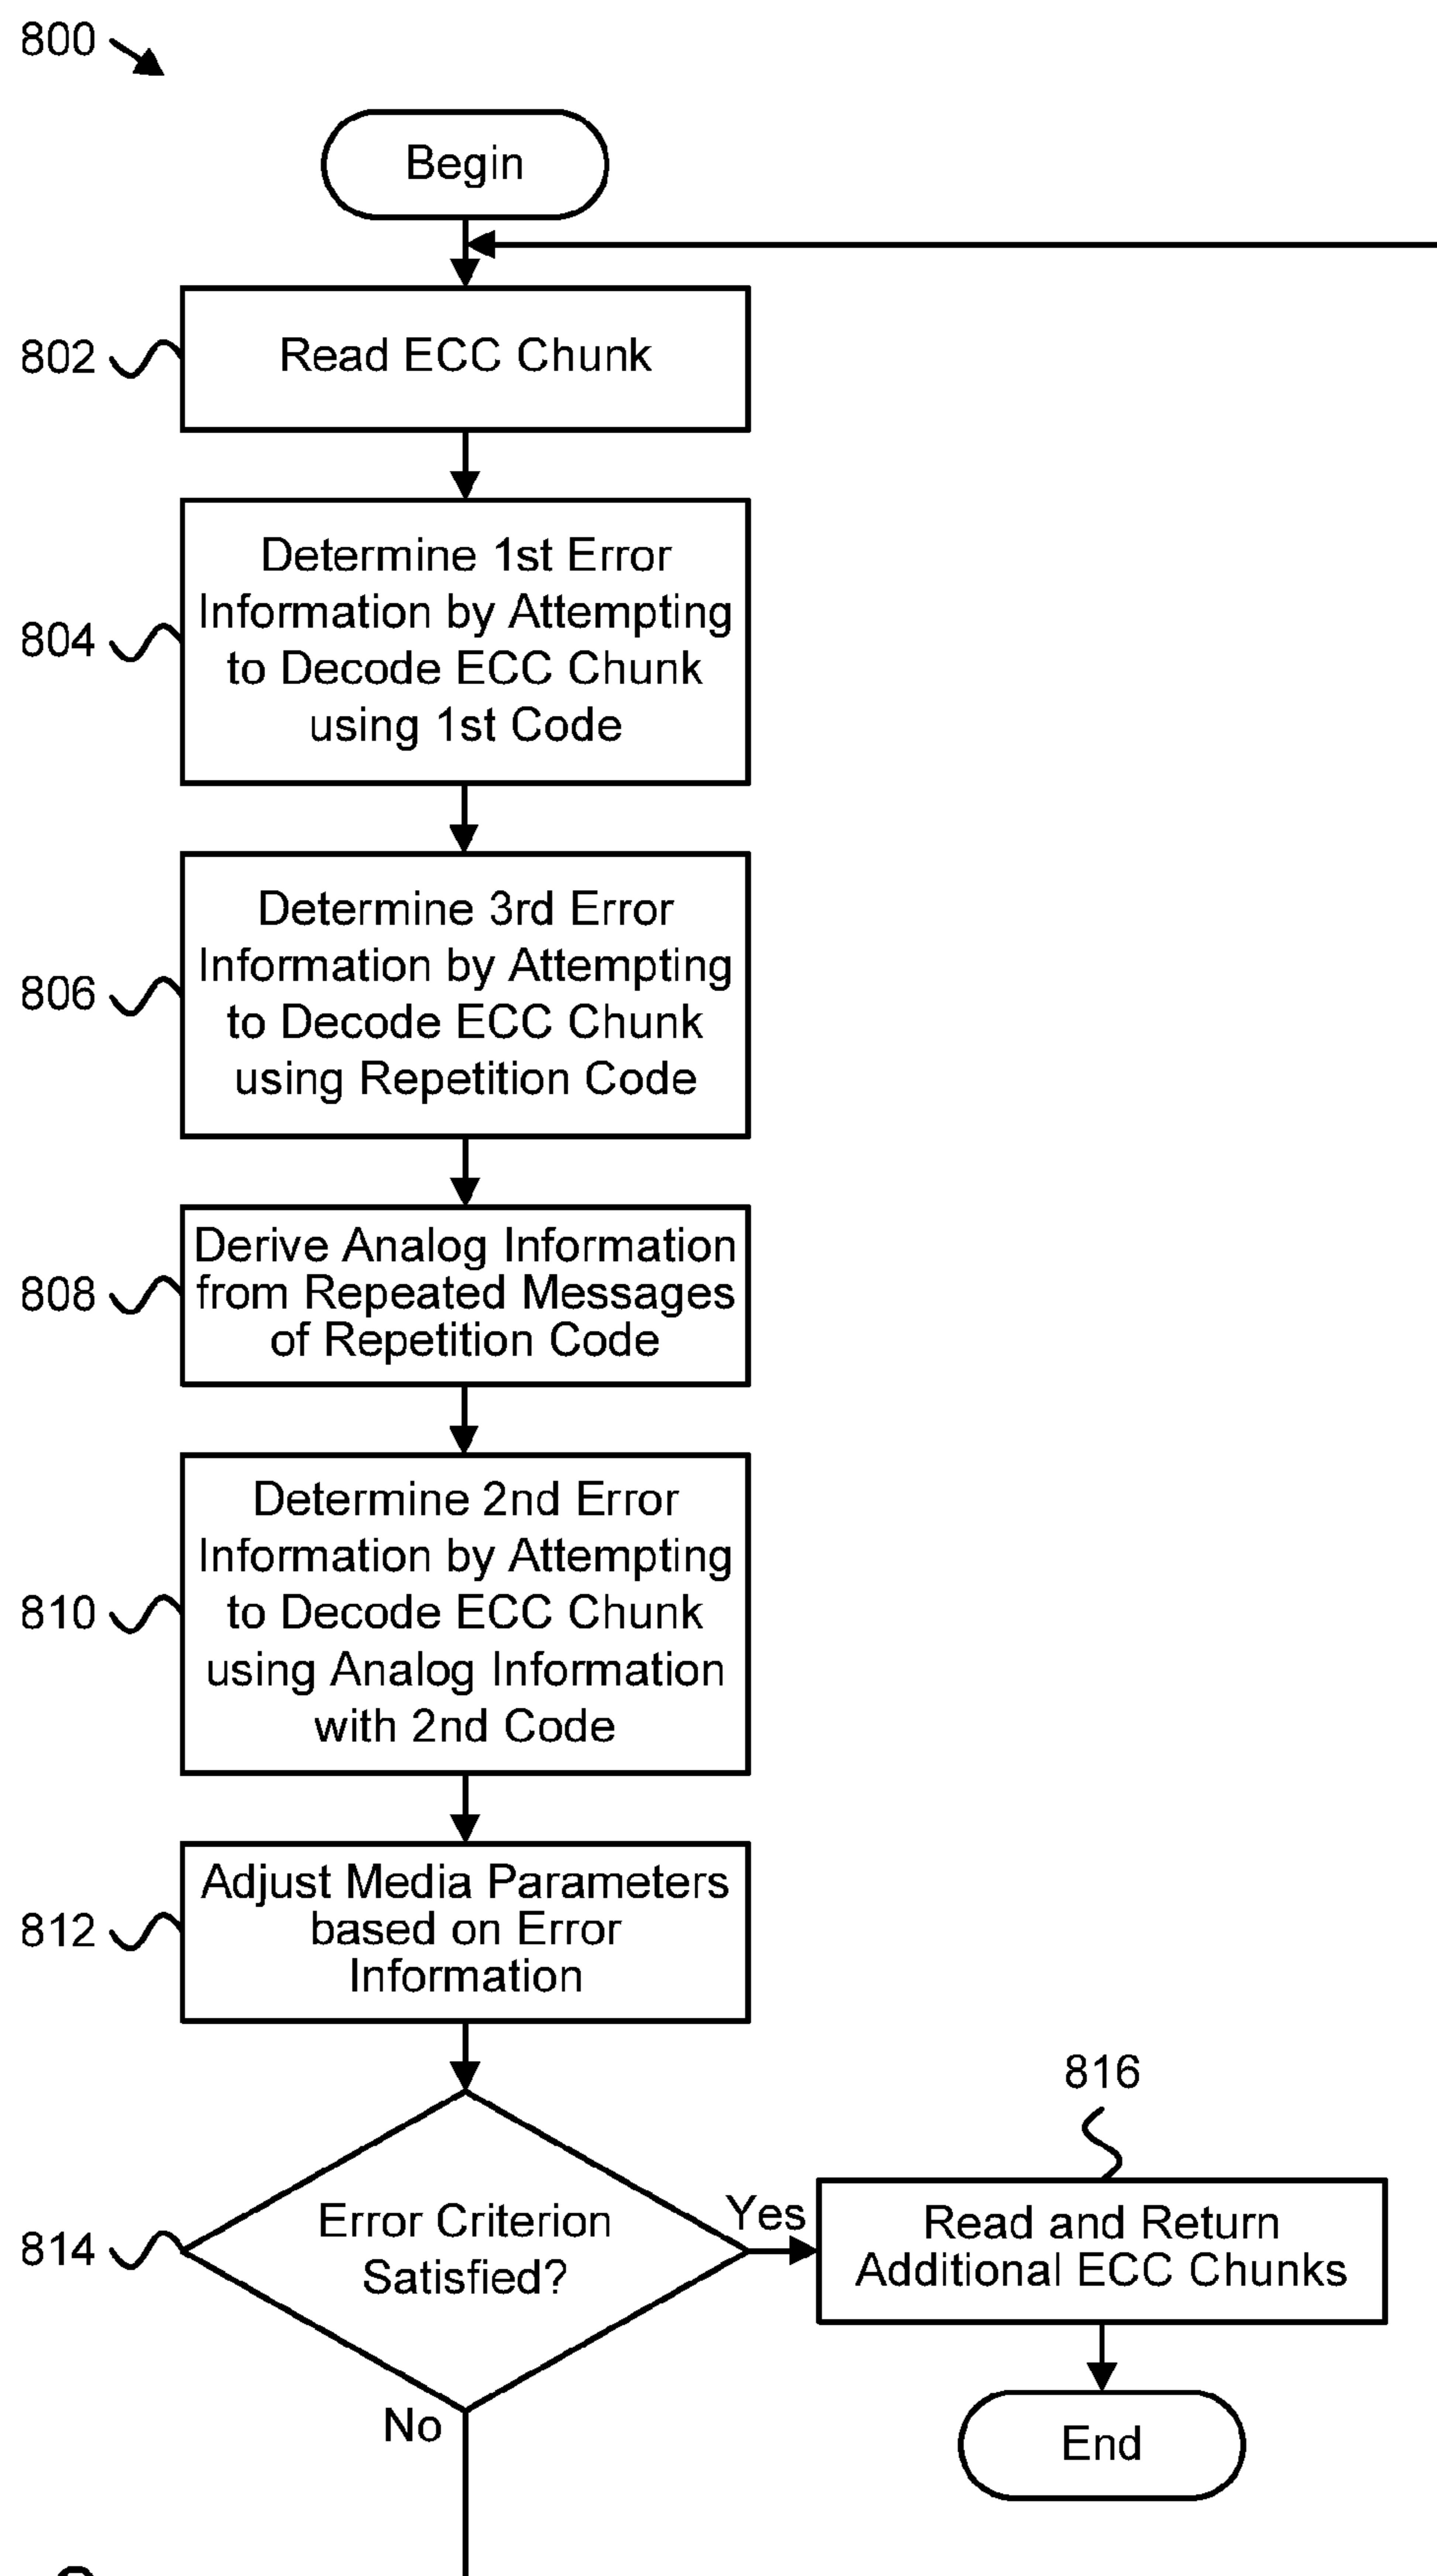 800
Begin
802
Read ECC Chunk
804
Determine 1st Error
Information by Attempting
to Decode ECC Chunk
using 1st Code
806
Determine 3rd Error
Information by Attempting
to Decode ECC Chunk
using Repetition Code
808
Derive Analog Information
from Repeated Messages
of Repetition Code
810
Determine 2nd Error
Information by Attempting
to Decode ECC Chunk
using Analog Information
with 2nd Code
812
Adjust Media Parameters
based on Error
Information
814
Error Criterion
Satisfied?
Yes
816
Read and Return
Additional ECC Chunks
No
End